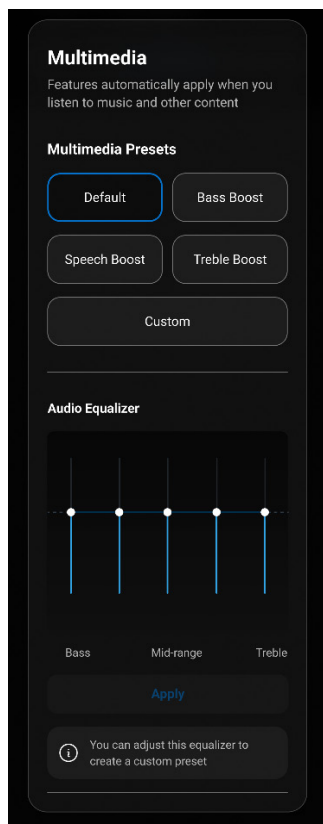 Multimedia
Features automatically apply when you
listen to music and other content
Multimedia Presets
Default
Bass Boost
Speech Boost
Treble Boost
Custom
Audio Equalizer
Bass
Mid-range
Treble
Apply
You can adjust this equalizer to
create a custom preset